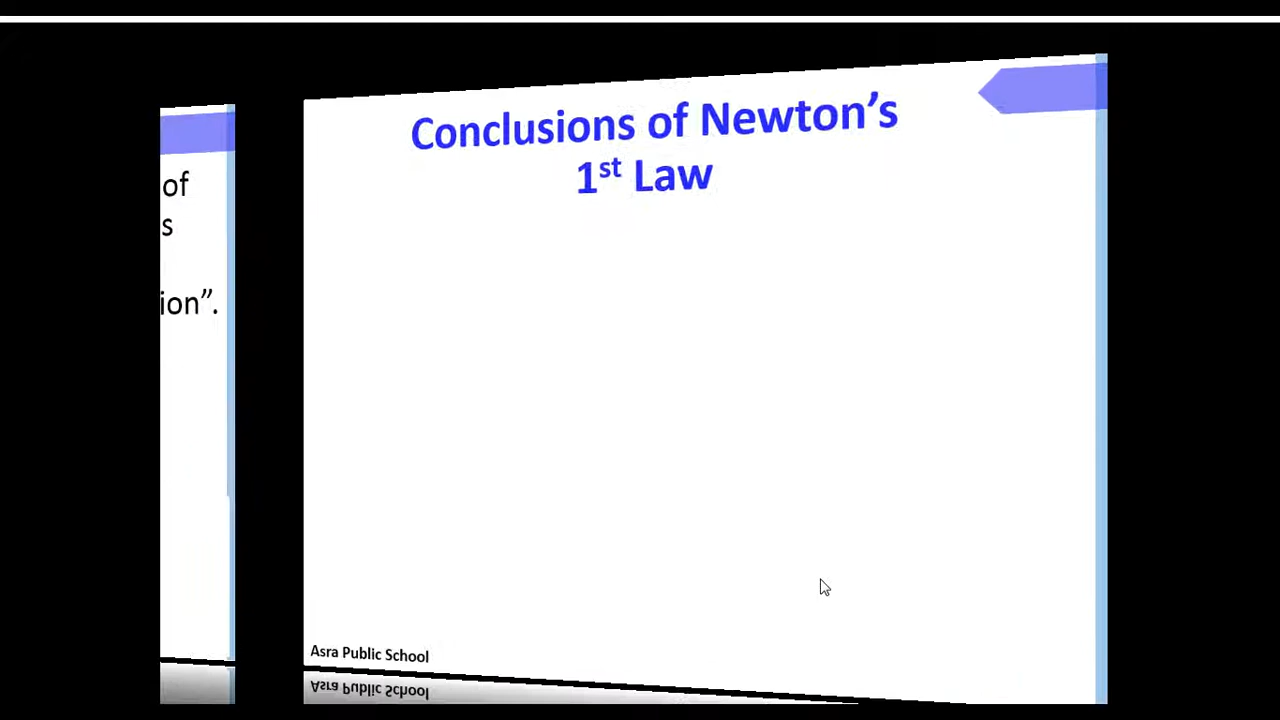 of
s
ion”.
Conclusions of Newton’s
1st Law
Asra Public School
Asra Public School